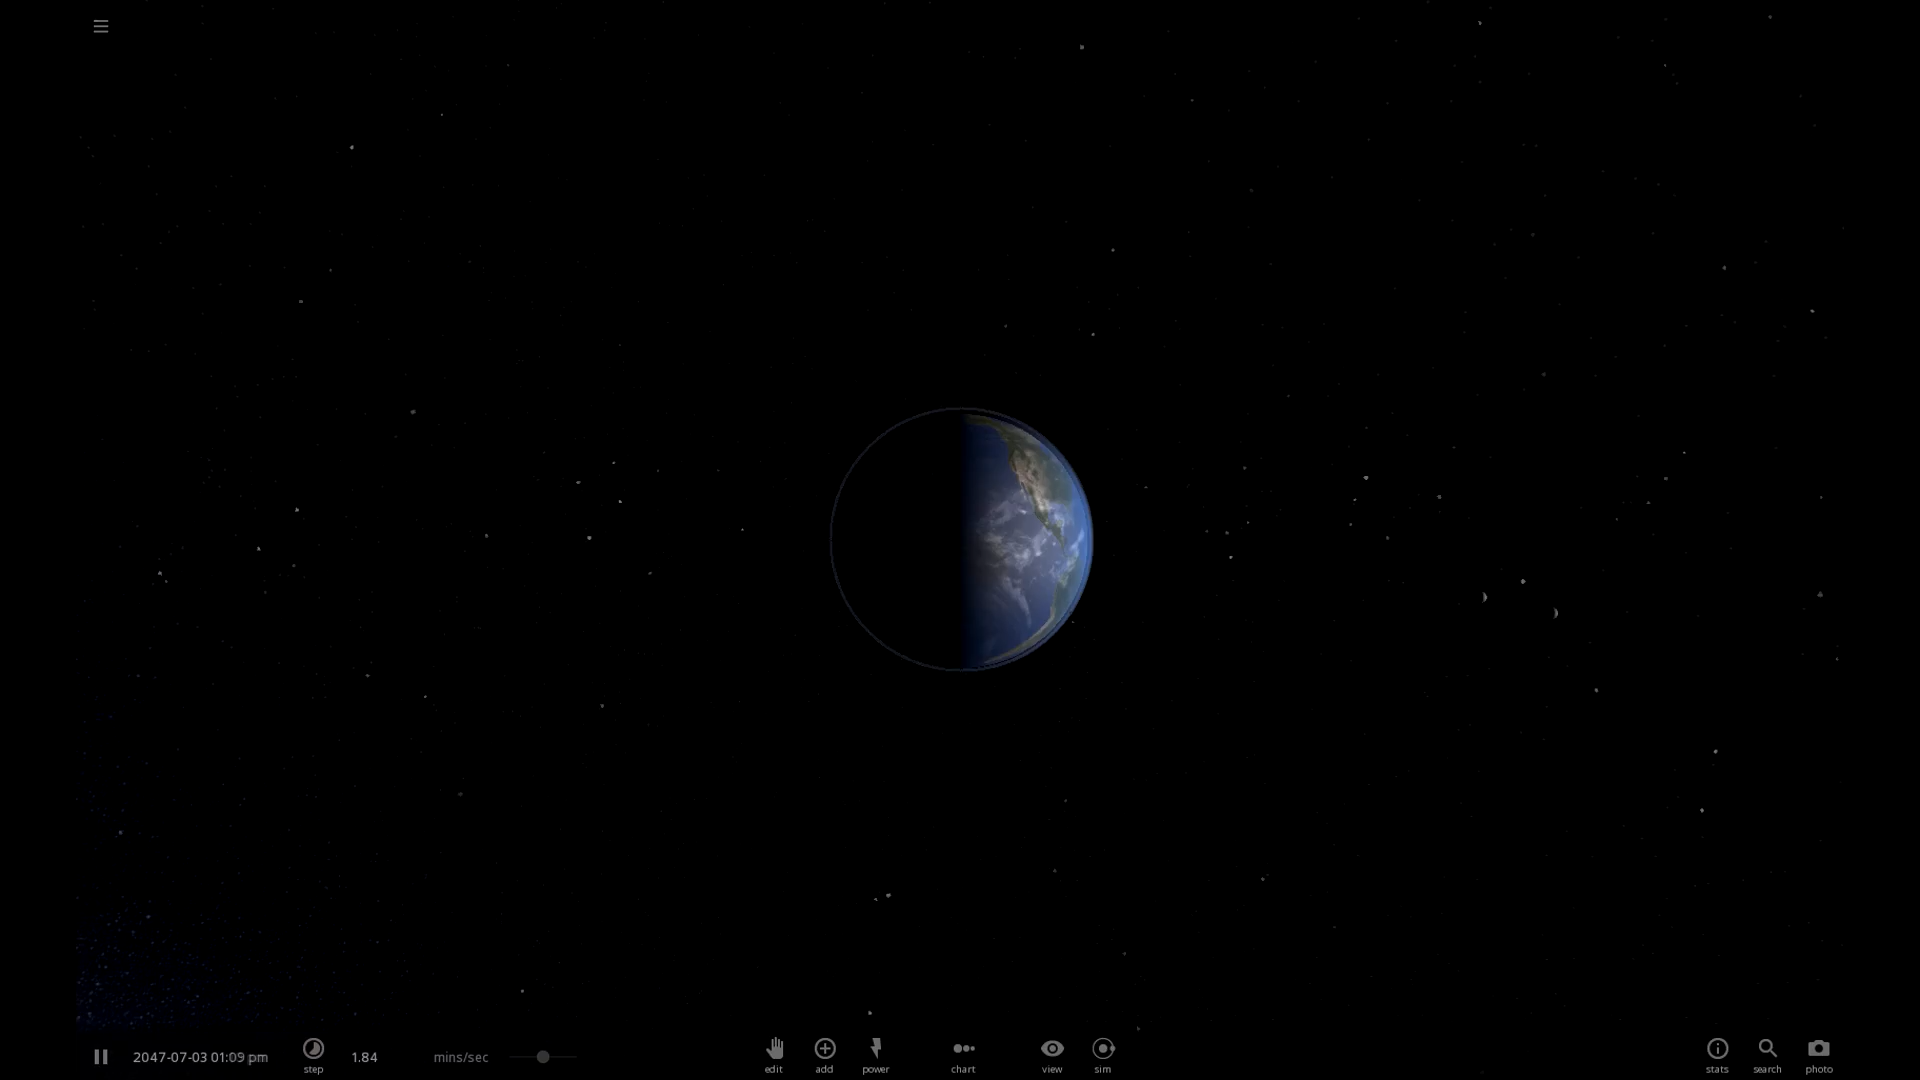 2047-07-03 01:09 pm
step
1.84
mins/sec
edit
add
power
chart
view
sim
stats
search
photo